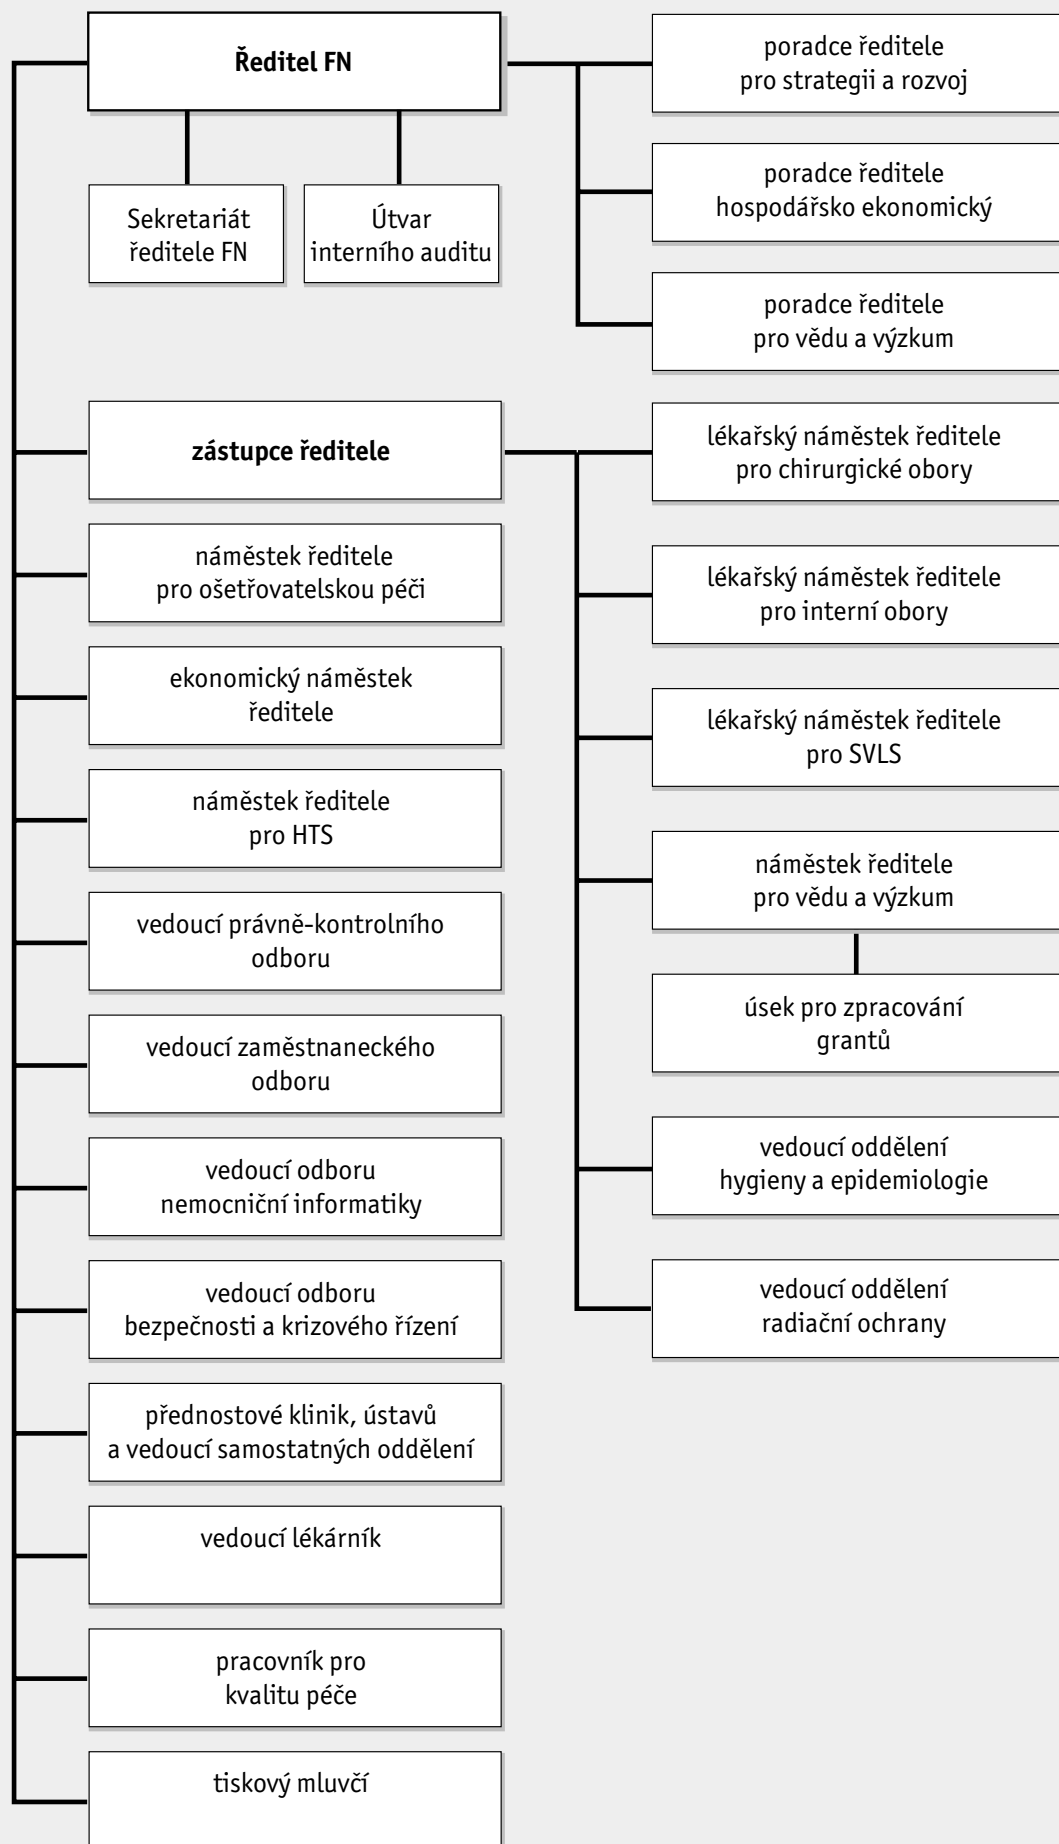 Ředitel FN
Sekretariát
ředitele FN
Útvar
interního auditu
poradce ředitele
pro strategii a rozvoj
poradce ředitele
hospodářsko ekonomický
poradce ředitele
pro vědu a výzkum
zástupce ředitele
náměstek ředitele
pro ošetřovatelskou péči
ekonomický náměstek
ředitele
náměstek ředitele
pro HTS
vedoucí právně-kontrolního
odboru
vedoucí zaměstnaneckého
odboru
vedoucí odboru
nemocniční informatiky
vedoucí odboru
bezpečnosti a krizového řízení
přednostové klinik, ústavů
a vedoucí samostatných oddělení
vedoucí lékárník
pracovník pro
kvalitu péče
tiskový mluvčí
lékařský náměstek ředitele
pro chirurgické obory
lékařský náměstek ředitele
pro interní obory
lékařský náměstek ředitele
pro SVLS
náměstek ředitele
pro vědu a výzkum
úsek pro zpracování
grantů
vedoucí oddělení
hygieny a epidemiologie
vedoucí oddělení
radiační ochrany